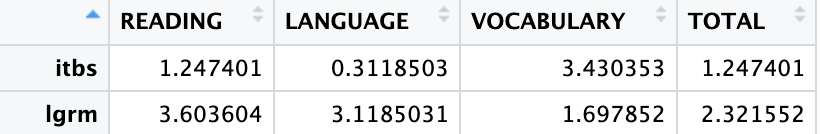 READING LANGUAGE VOCABULARY TOTAL
itbs 1.247401 0.3118503 3.430353 1.247401
lgrm 3.603604 3.1185031 1.697852 2.321552